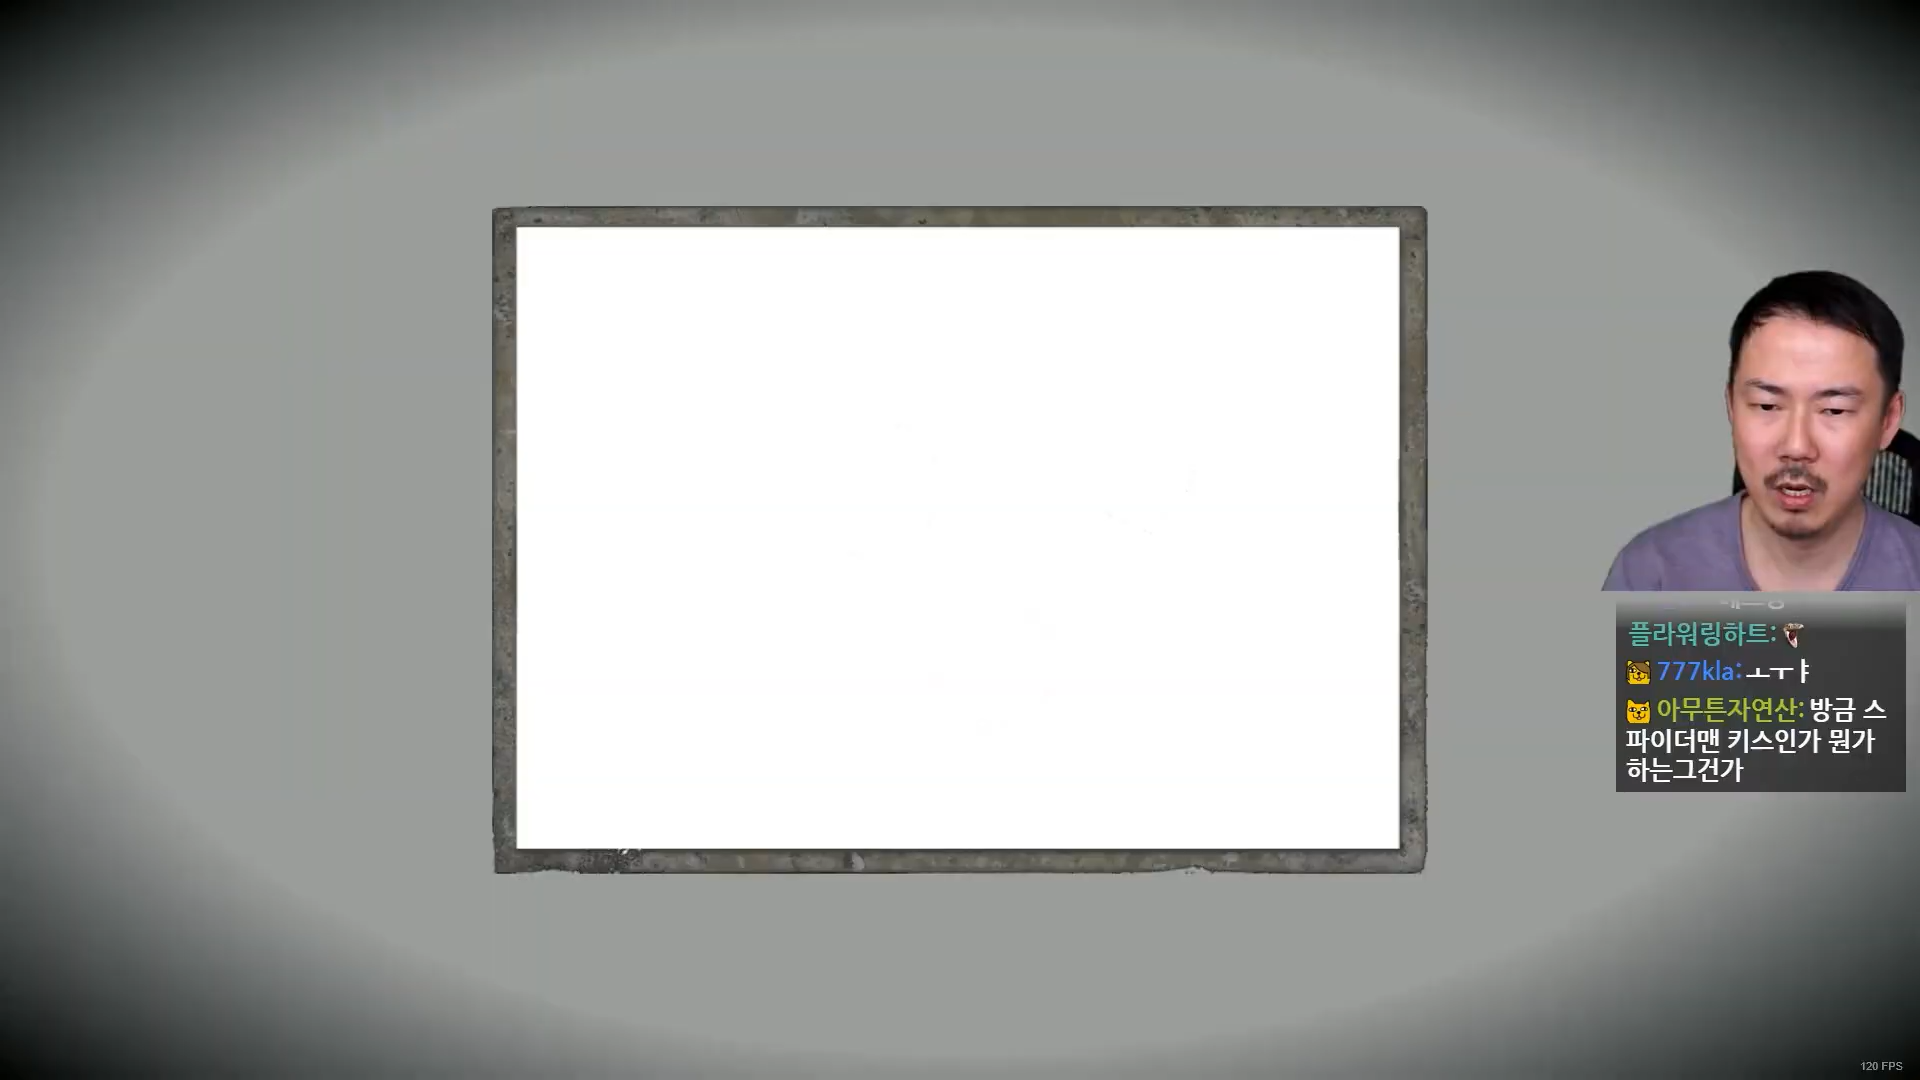 플라워링하트:
777kla: ㅗㅜㅑ
아무튼자연산: 방금 스
파이더맨 키스인가 뭔가
하는그건가
120 FPS